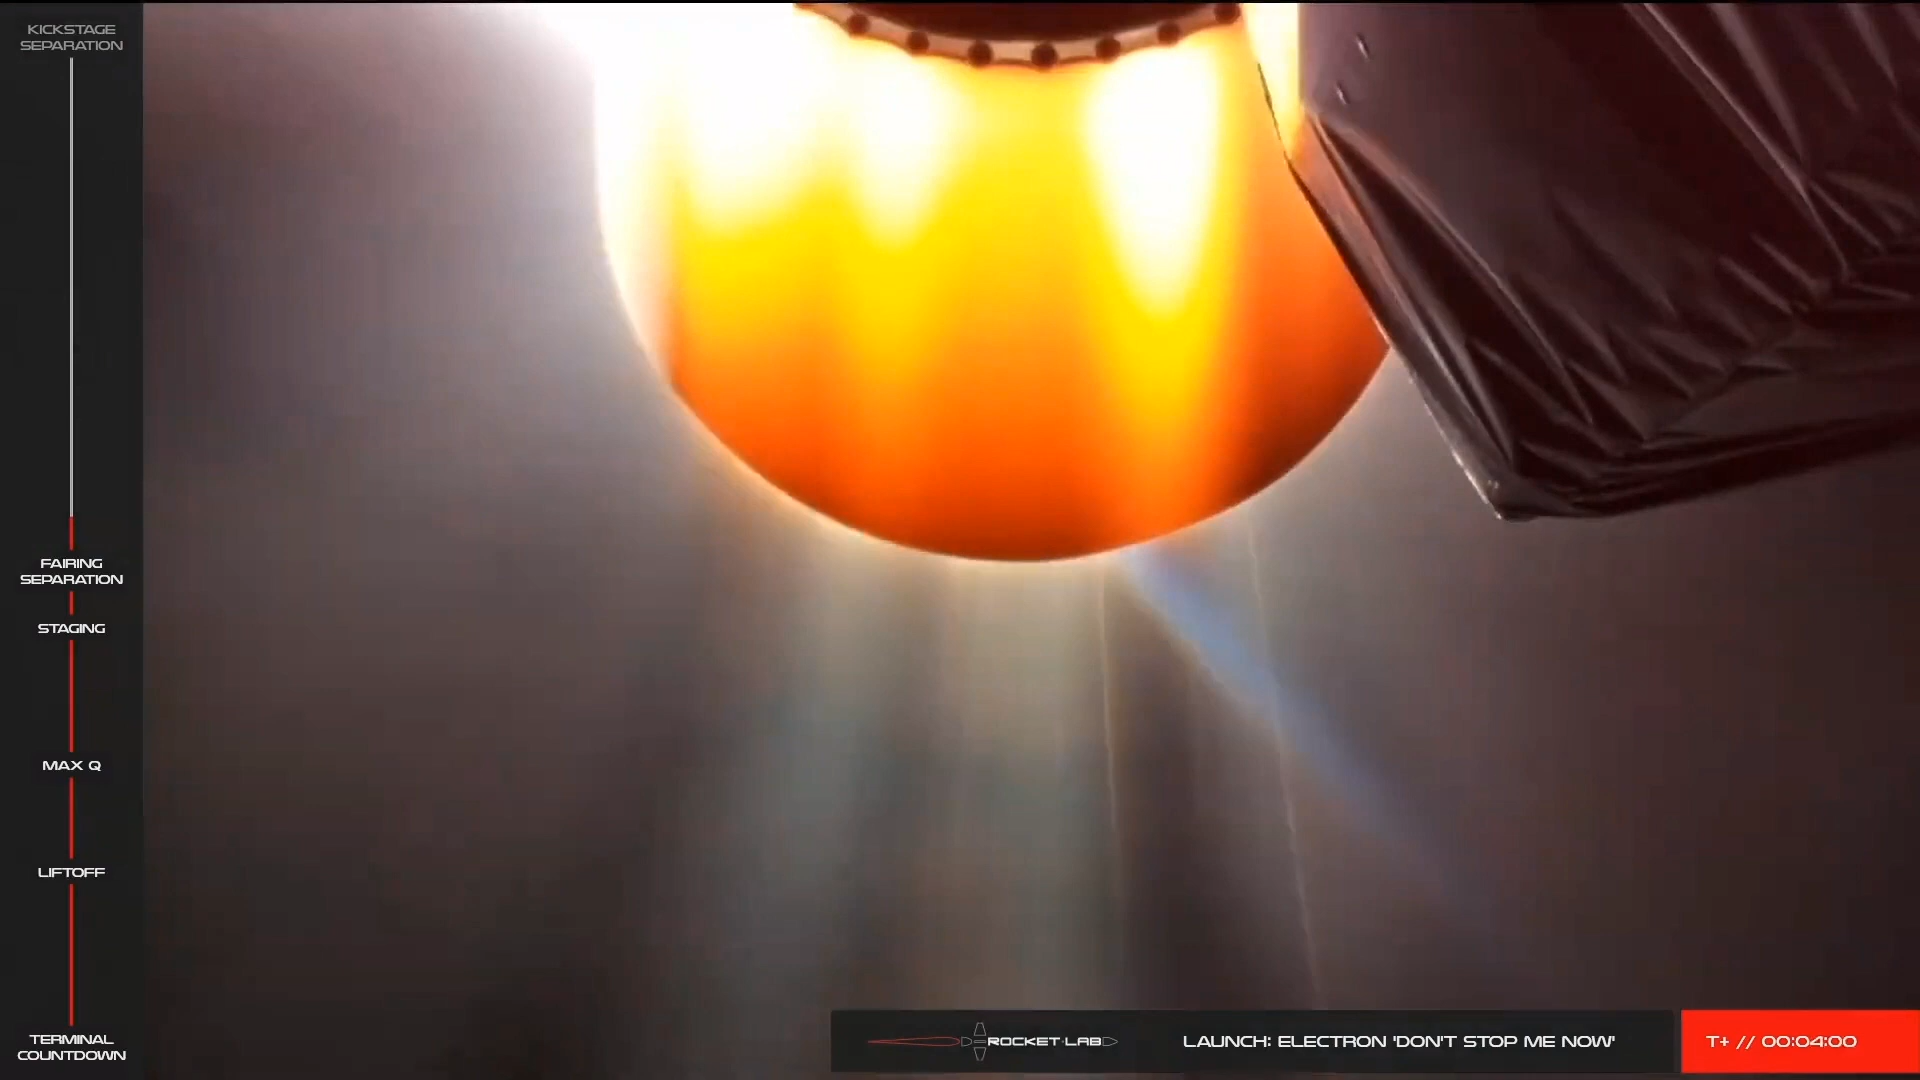 KICKSTAGE
SEPARATION
FAIRING
SEPARATION
STAGING
MAX Q
LIFTOFF
TERMINAL
COUNTDOWN
ROCKET LAB
LAUNCH: ELECTRON 'DON'T STOP ME NOW'
T+ // 00:04:00